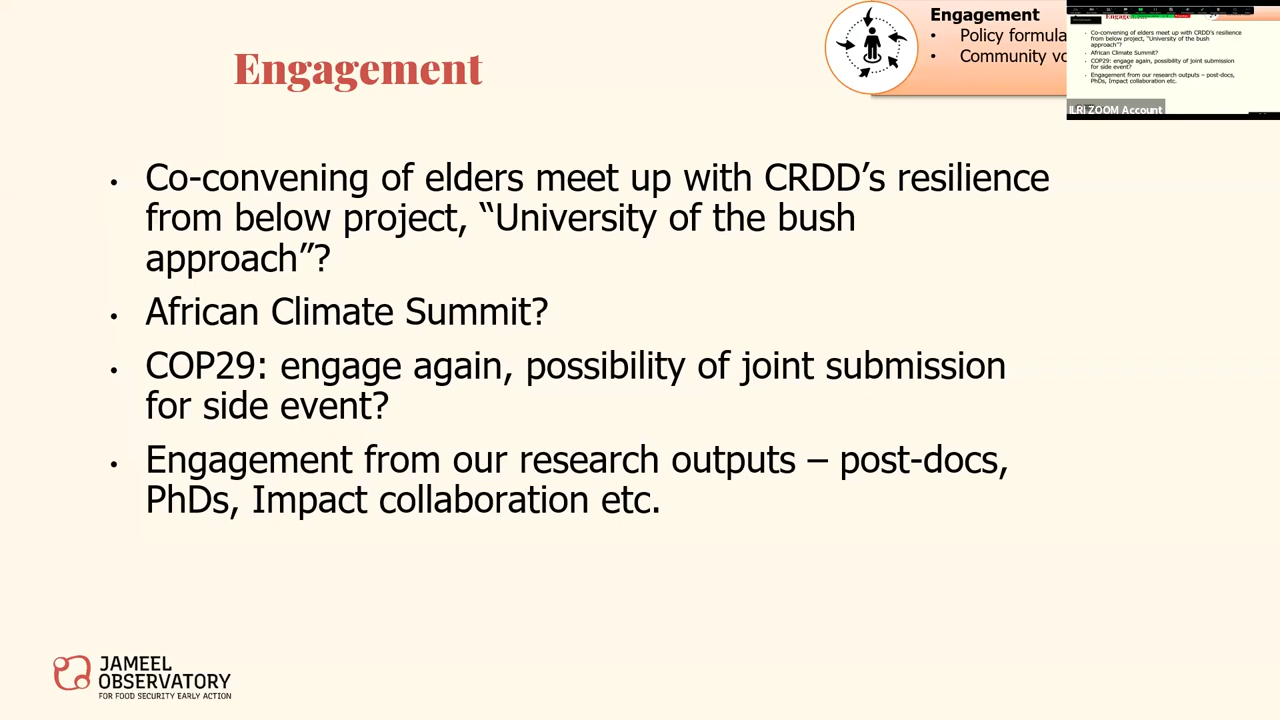 Engagement
Engagement
• Policy
• Community
• Co-convening of elders meet up with CRDD’s resilience
from below project, “University of the bush
approach”?
• African Climate Summit?
• COP29: engage again, possibility of joint submission
for side event?
• Engagement from our research outputs – post-docs,
PhDs, Impact collaboration etc.
Co-convening of elders meet up with CRDD's resilience
from below project, "University of the bush
approach"?
African Climate Summit?
COP29: engage again, possibility of joint submission
for side event?
Engagement from our research outputs – post-docs,
PhDs, Impact collaboration etc.
ILRI ZOOM Account
JAMEEL
OBSERVATORY
FOR FOOD SECURITY EARLY ACTION